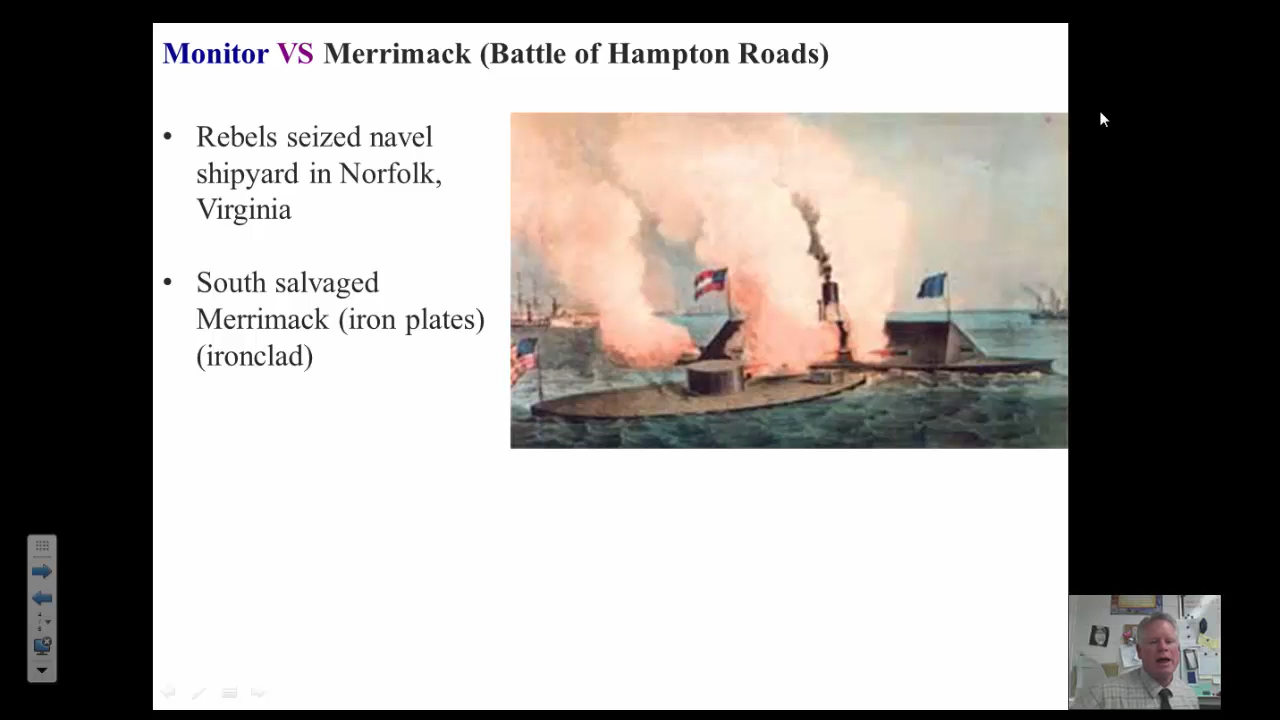 Monitor VS Merrimack (Battle of Hampton Roads)
• Rebels seized navel
shipyard in Norfolk,
Virginia
• South salvaged
Merrimack (iron plates)
(ironclad)